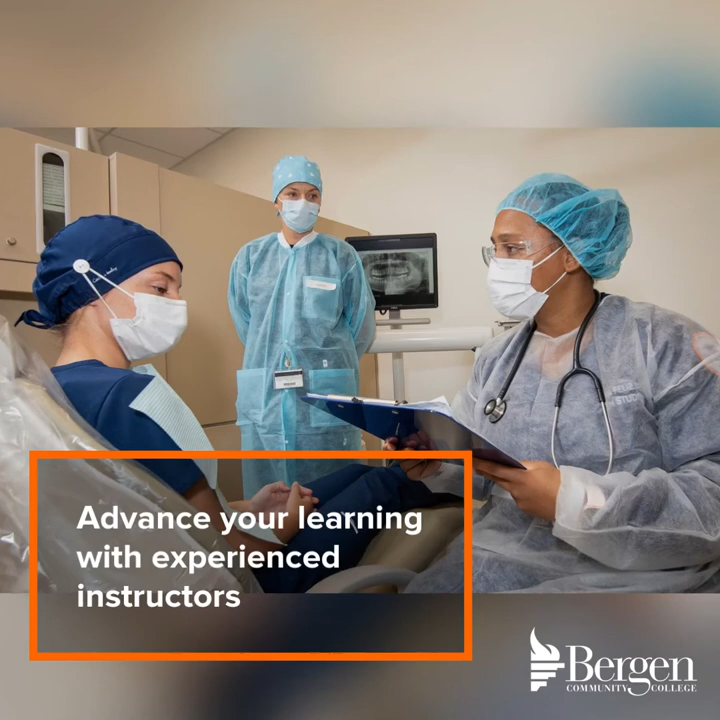 Advance your learning
with experienced
instructors
Bergen
COMMUNITY COLLEGE